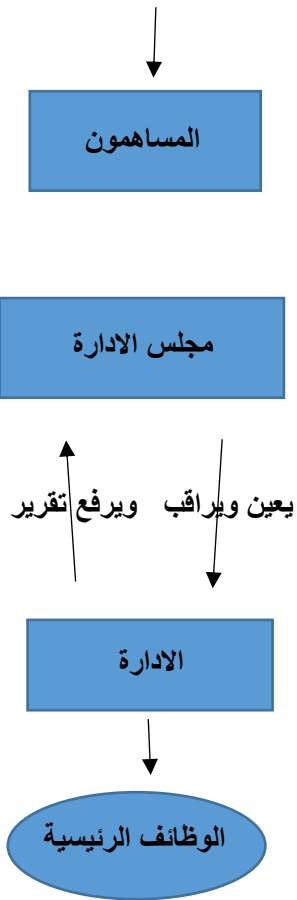 المساهمون
مجلس الادارة
يعين ويراقب ويرفع تقرير
الادارة
الوظائف الرئيسية